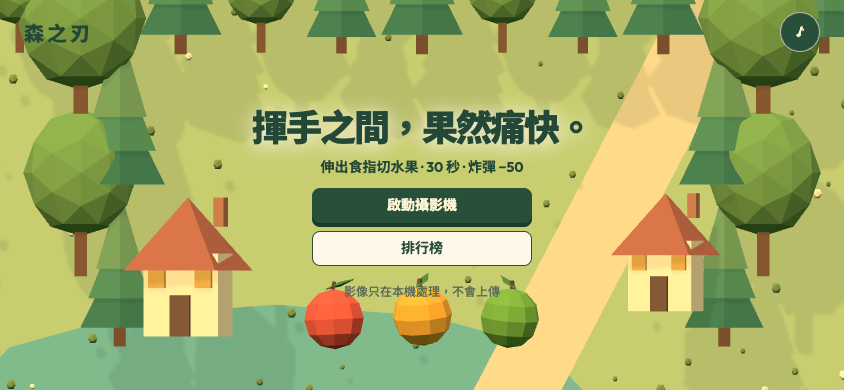 森之刃
揮手之間，果然痛快。
伸出食指切水果·30 秒·炸彈 −50
啟動攝影機
排行榜
影像只在本機處理，不會上傳